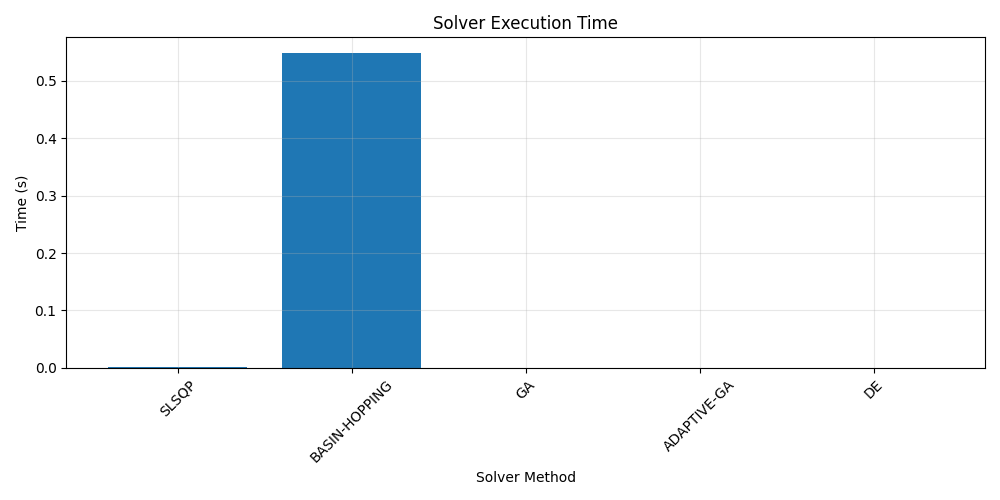 Solver Execution Time
Time (s)
0.5
0.4
0.3
0.2
0.1
0.0
SLSQP
BASIN-HOPPING
GA
ADAPTIVE-GA
DE
Solver Method